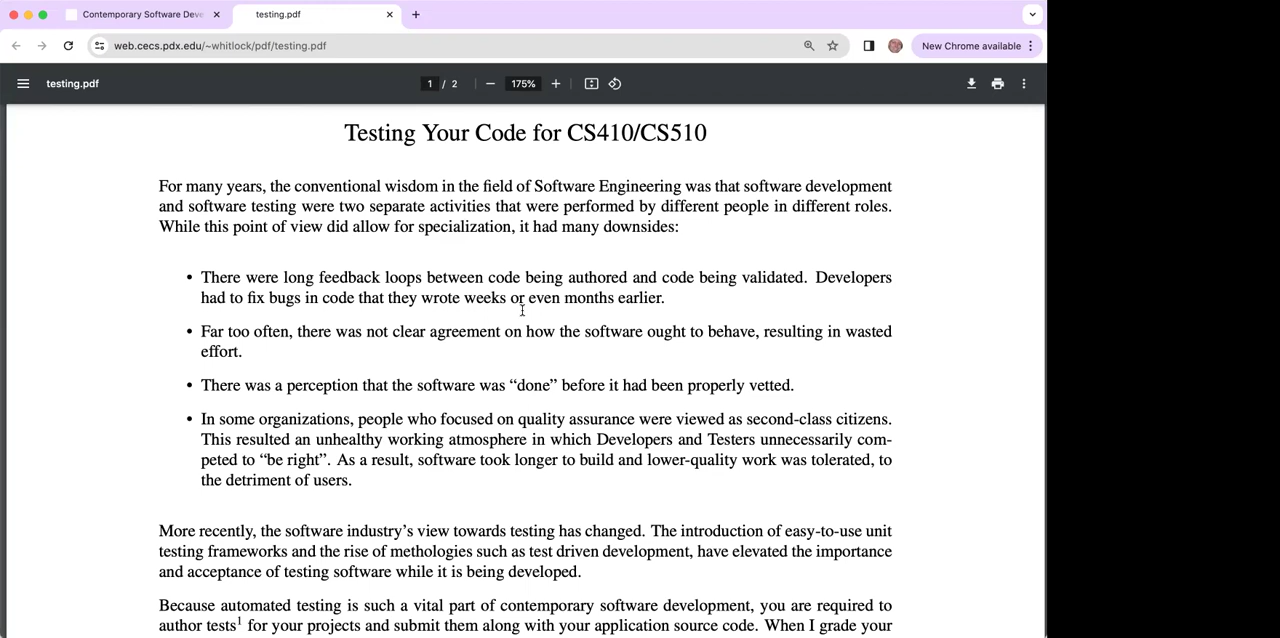 Contemporary Software Deve
testing.pdf
web.cecs.pdx.edu/~whitlock/pdf/testing.pdf
New Chrome available
testing.pdf
1 / 2
175%
Testing Your Code for CS410/CS510
For many years, the conventional wisdom in the field of Software Engineering was that software development
and software testing were two separate activities that were performed by different people in different roles.
While this point of view did allow for specialization, it had many downsides:
• There were long feedback loops between code being authored and code being validated. Developers
had to fix bugs in code that they wrote weeks or even months earlier.
• Far too often, there was not clear agreement on how the software ought to behave, resulting in wasted
effort.
• There was a perception that the software was “done” before it had been properly vetted.
• In some organizations, people who focused on quality assurance were viewed as second-class citizens.
This resulted an unhealthy working atmosphere in which Developers and Testers unnecessarily com-
peted to “be right”. As a result, software took longer to build and lower-quality work was tolerated, to
the detriment of users.
More recently, the software industry’s view towards testing has changed. The introduction of easy-to-use unit
testing frameworks and the rise of methologies such as test driven development, have elevated the importance
and acceptance of testing software while it is being developed.
Because automated testing is such a vital part of contemporary software development, you are required to
author tests¹ for your projects and submit them along with your application source code. When I grade your